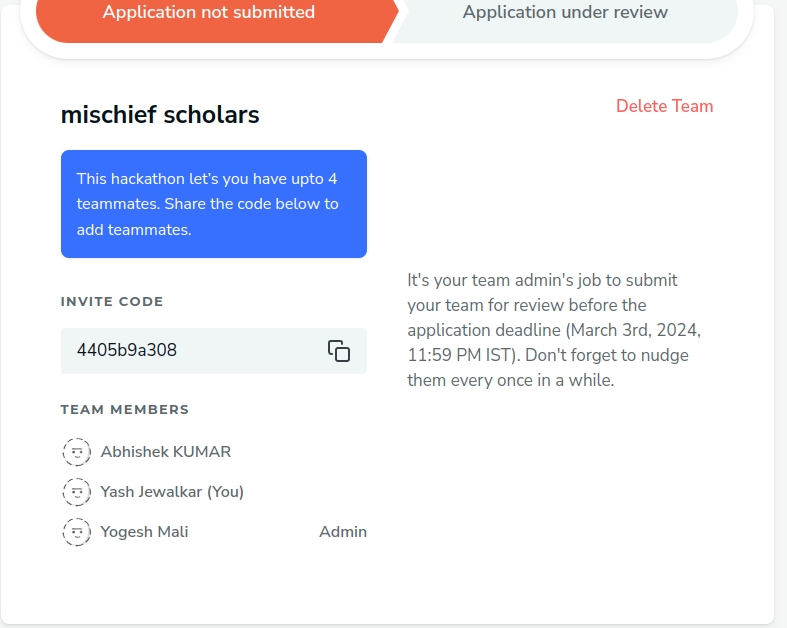 Application not submitted
Application under review
mischief scholars
Delete Team
This hackathon let's you have upto 4
teammates. Share the code below to
add teammates.
INVITE CODE
4405b9a308
It's your team admin's job to submit
your team for review before the
application deadline (March 3rd, 2024,
11:59 PM IST). Don't forget to nudge
them every once in a while.
TEAM MEMBERS
Abhishek KUMAR
Yash Jewalkar (You)
Yogesh Mali Admin